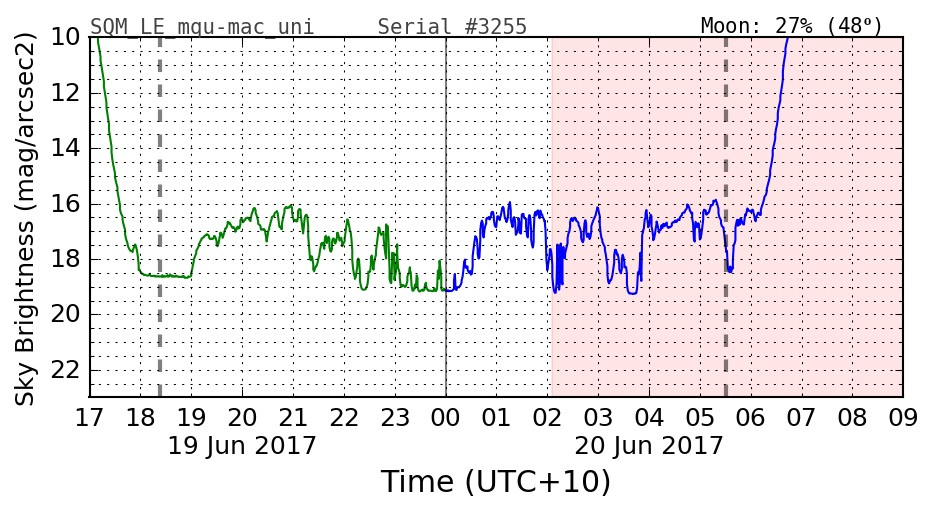 SQM_LE_mqu-mac_uni Serial #3255 Moon: 27% (48º)
Sky Brightness (mag/arcsec2)
10
12
14
16
18
20
22
17 18 19 20 21 22 23 00 01 02 03 04 05 06 07 08 09
19 Jun 2017 20 Jun 2017
Time (UTC+10)